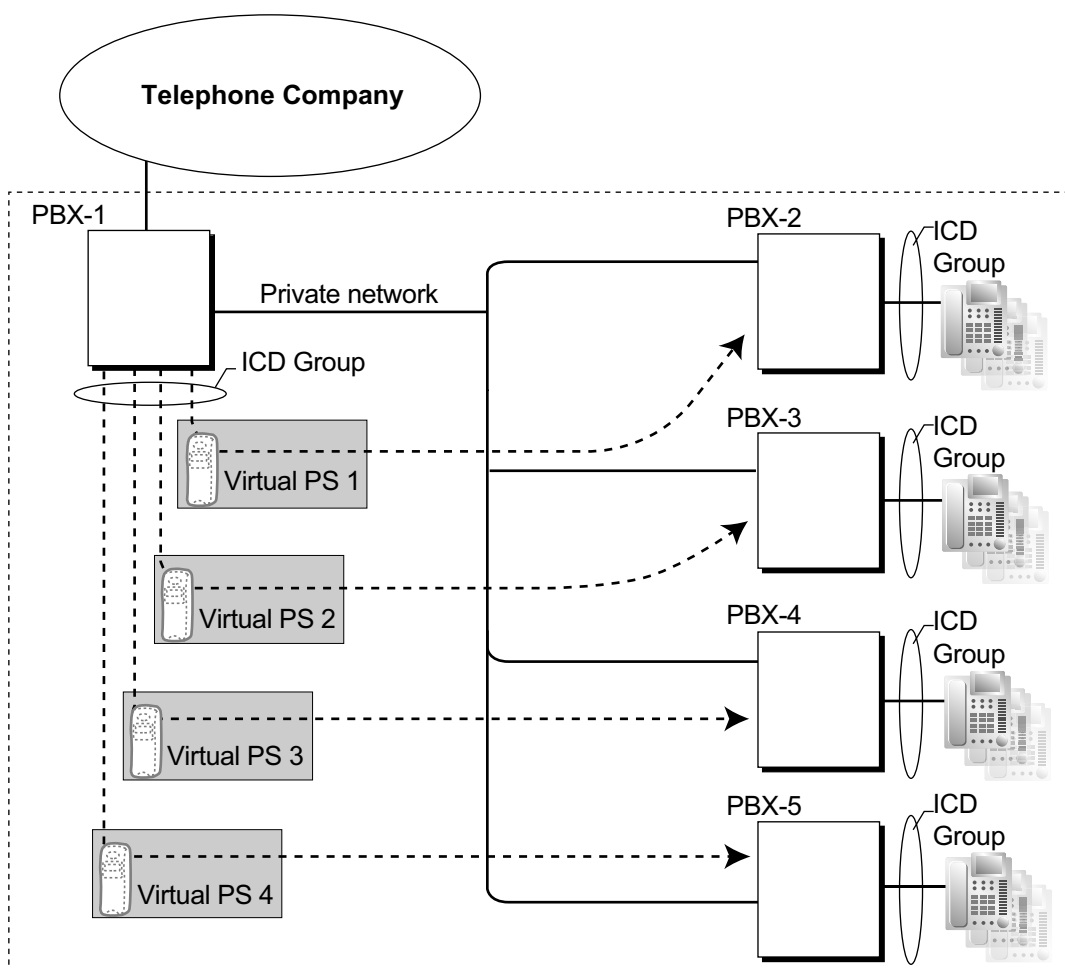 Telephone Company
PBX-1
PBX-2
ICD
Group
Private network
ICD Group
PBX-3
ICD
Group
Virtual PS 1
Virtual PS 2
PBX-4
ICD
Group
Virtual PS 3
PBX-5
ICD
Group
Virtual PS 4